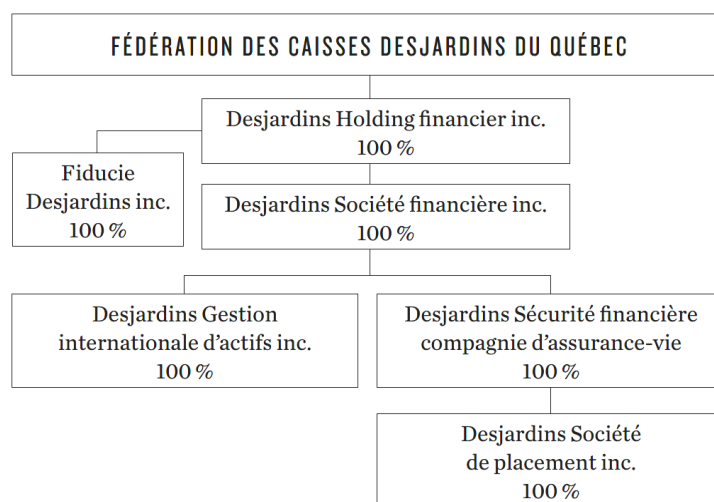 FÉDÉRATION DES CAISSES DESJARDINS DU QUÉBEC
Desjardins Holding financier inc.
100 %
Fiducie
Desjardins inc.
100 %
Desjardins Société financière inc.
100 %
Desjardins Gestion
internationale d’actifs inc.
100 %
Desjardins Sécurité financière
compagnie d’assurance-vie
100 %
Desjardins Société
de placement inc.
100 %